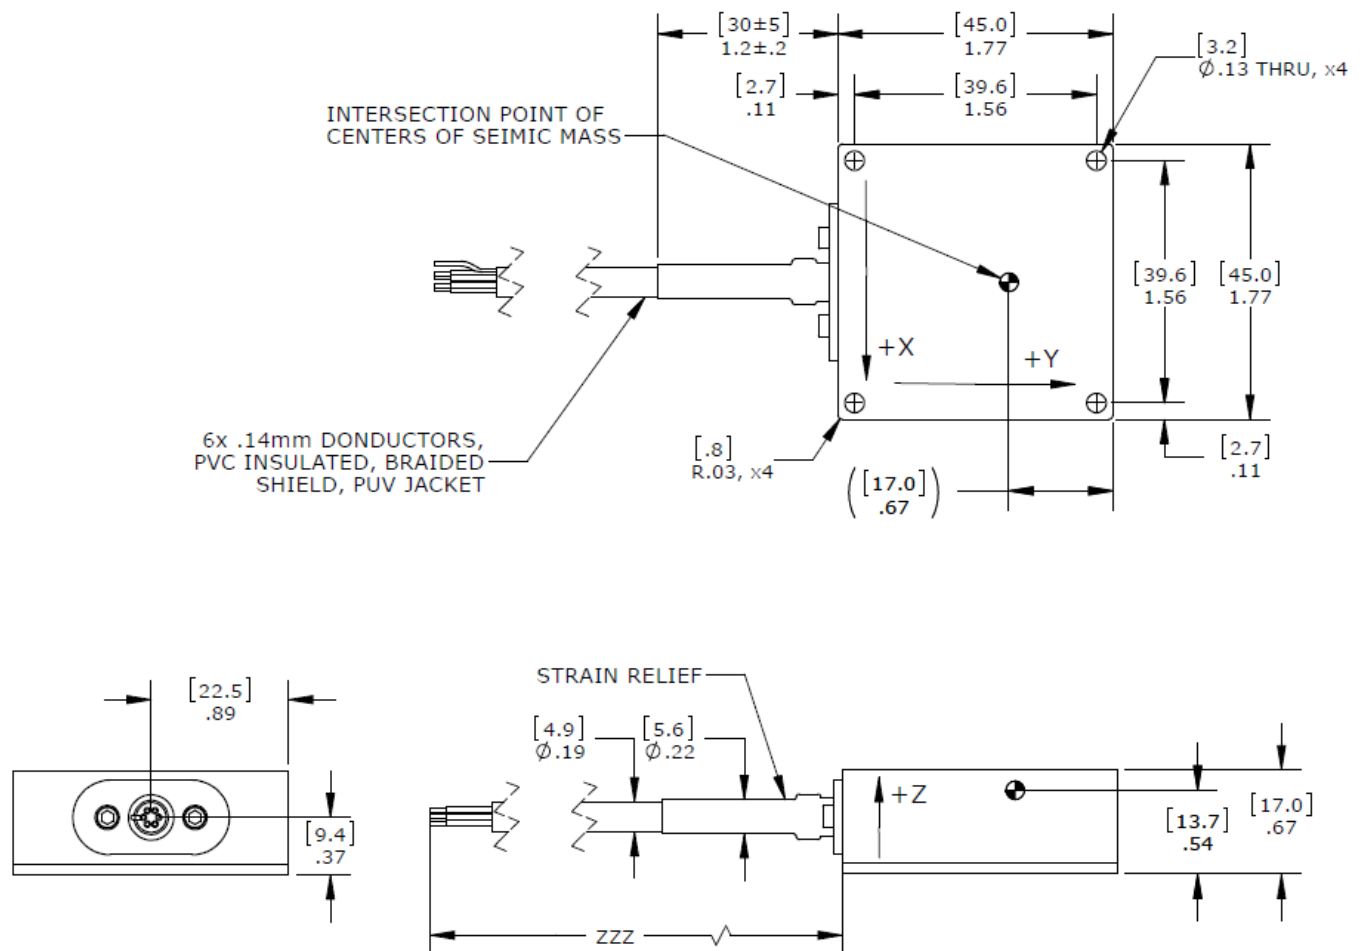 [30±5]
1.2±.2
[45.0]
1.77
[3.2]
Ø.13 THRU, x4
[2.7]
.11
[39.6]
1.56
INTERSECTION POINT OF
CENTERS OF SEIMIC MASS
[39.6]
1.56
[45.0]
1.77
+X
+Y
6x .14mm DONDUCTORS,
PVC INSULATED, BRAIDED
SHIELD, PUV JACKET
[.8]
R.03, x4
([17.0]
.67)
[2.7]
.11
STRAIN RELIEF
[22.5]
.89
[4.9]
Ø.19
[5.6]
Ø.22
+Z
[9.4]
.37
[13.7]
.54
[17.0]
.67
ZZZ